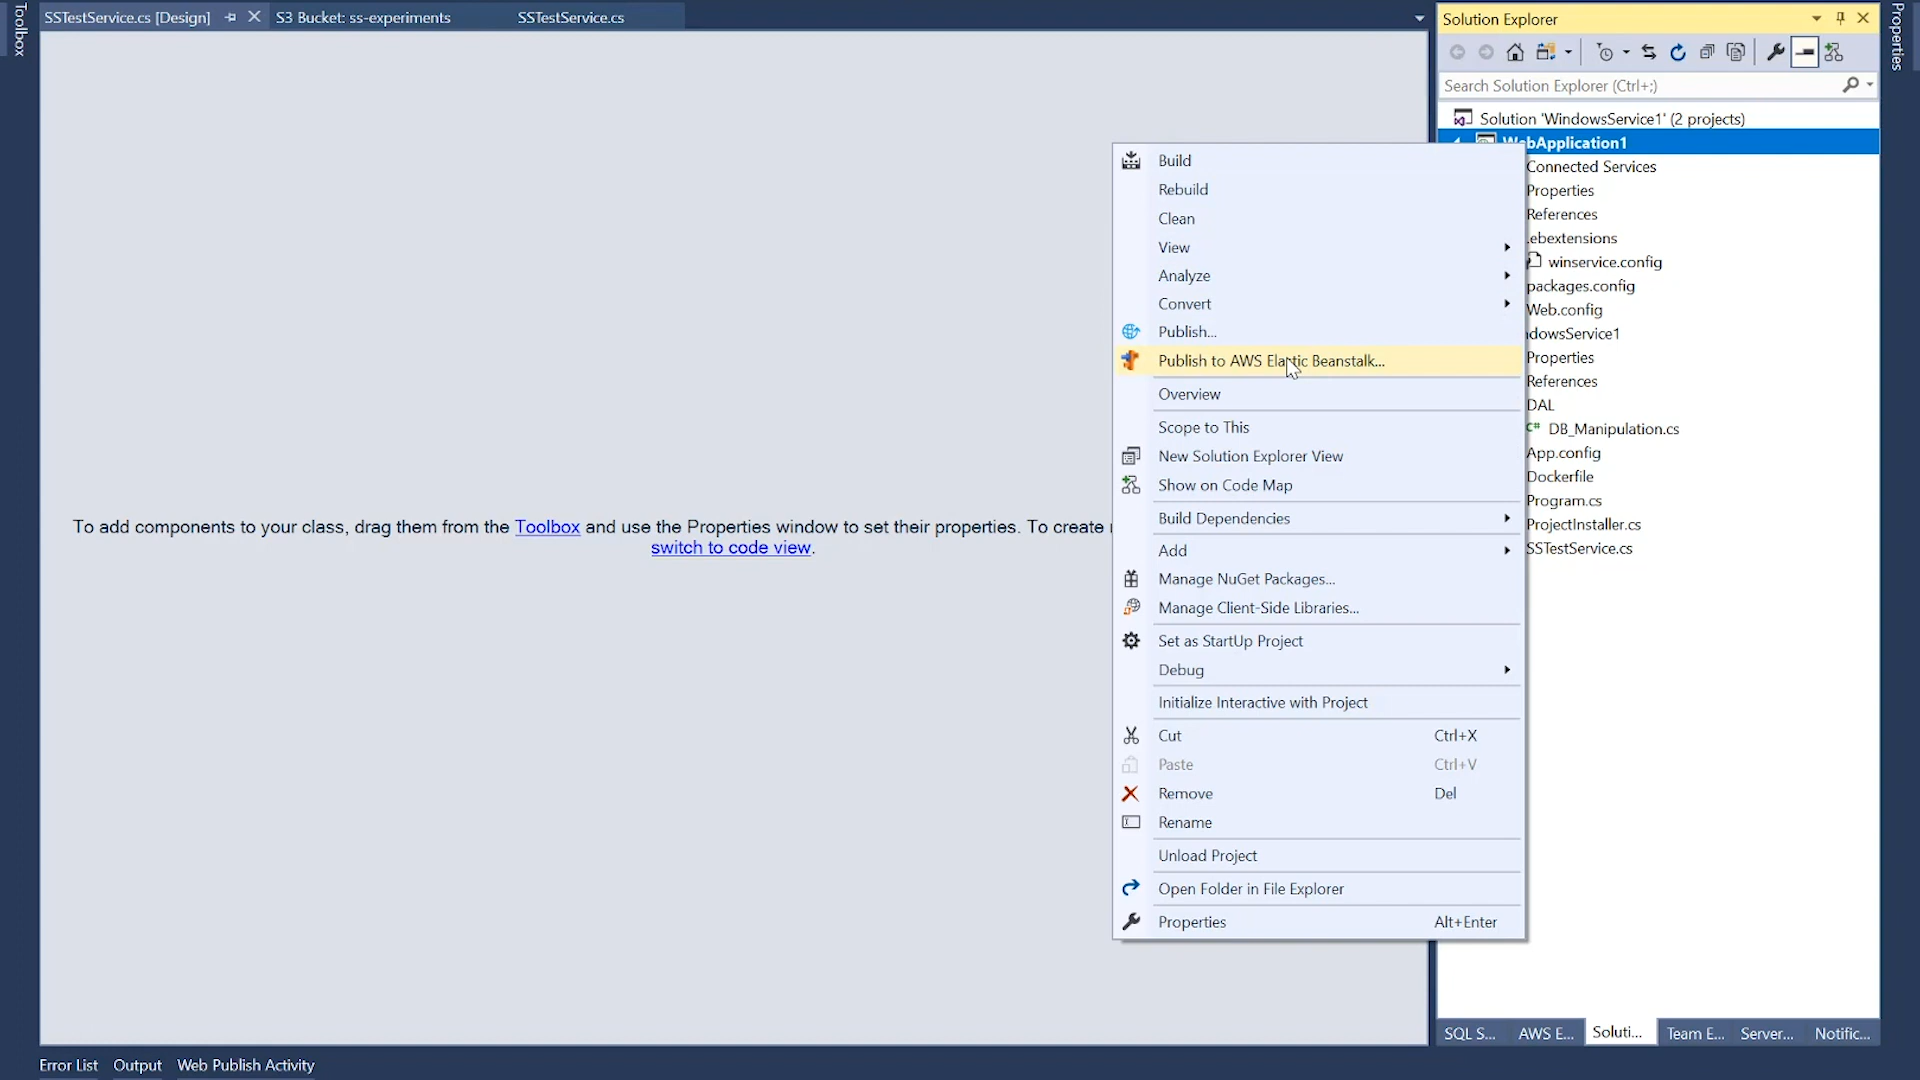 Toolbox
SSTestService.cs [Design]
S3 Bucket: ss-experiments
SSTestService.cs
To add components to your class, drag them from the Toolbox and use the Properties window to set their properties. To create
switch to code view.
Build
Rebuild
Clean
View
Analyze
Convert
Publish...
Publish to AWS Elastic Beanstalk...
Overview
Scope to This
New Solution Explorer View
Show on Code Map
Build Dependencies
Add
Manage NuGet Packages...
Manage Client-Side Libraries...
Set as StartUp Project
Debug
Initialize Interactive with Project
Cut Ctrl+X
Paste Ctrl+V
Remove Del
Rename
Unload Project
Open Folder in File Explorer
Properties Alt+Enter
Solution Explorer
Search Solution Explorer (Ctrl+;)
Solution 'WindowsService1' (2 projects)
WebApplication1
Connected Services
Properties
References
.ebextensions
winservice.config
packages.config
Web.config
dowsService1
Properties
References
DAL
C# DB_Manipulation.cs
App.config
Dockerfile
Program.cs
ProjectInstaller.cs
SSTestService.cs
SQL S... AWS E... Soluti... Team E... Server... Notific...
Properties
Error List Output Web Publish Activity